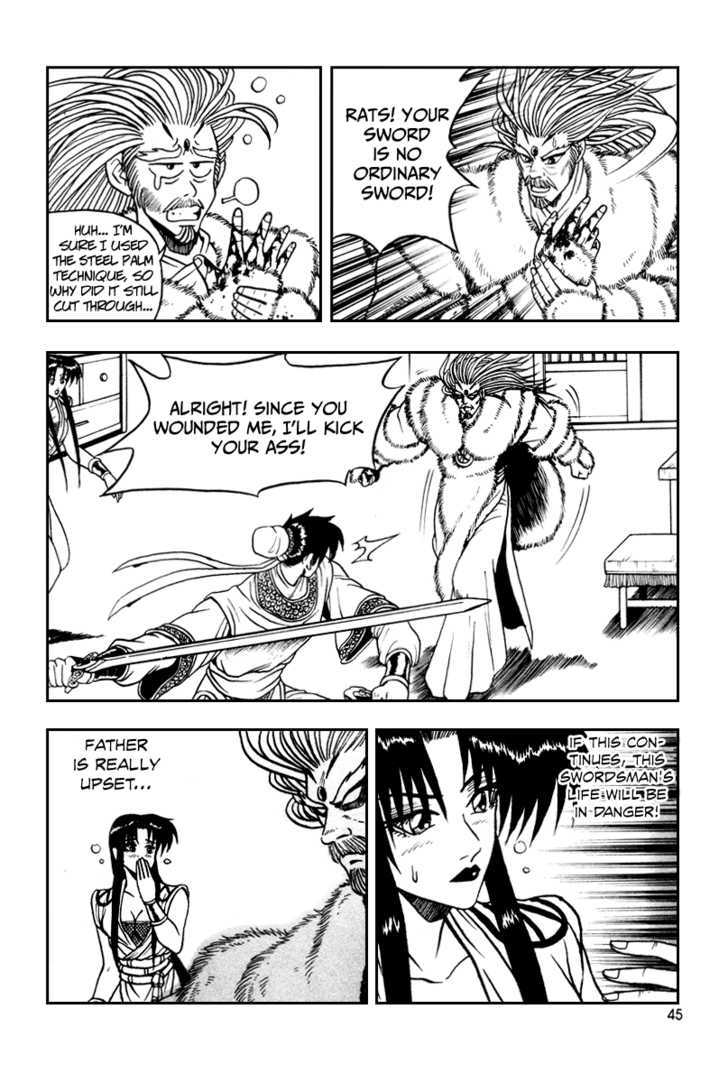 HUH... I'M
SURE I USED
THE STEEL PALM
TECHNIQUE, SO
WHY DID IT STILL
CUT THROUGH...
RATS! YOUR
SWORD
IS NO
ORDINARY
SWORD!
ALRIGHT! SINCE YOU
WOUNDED ME, I'LL KICK
YOUR ASS!
FATHER
IS REALLY
UPSET...
IF THIS CON-
TINUES, THIS
SWORDSMAN'S
LIFE WILL BE
IN DANGER!
45